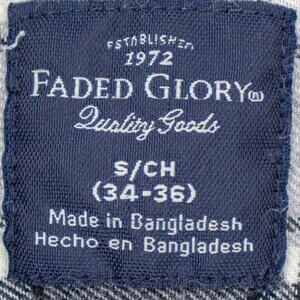 ESTABLISHED
1972
FADED GLORY®
Quality Goods
S/CH
(34-36)
Made in Bangladesh
Hecho en Bangladesh